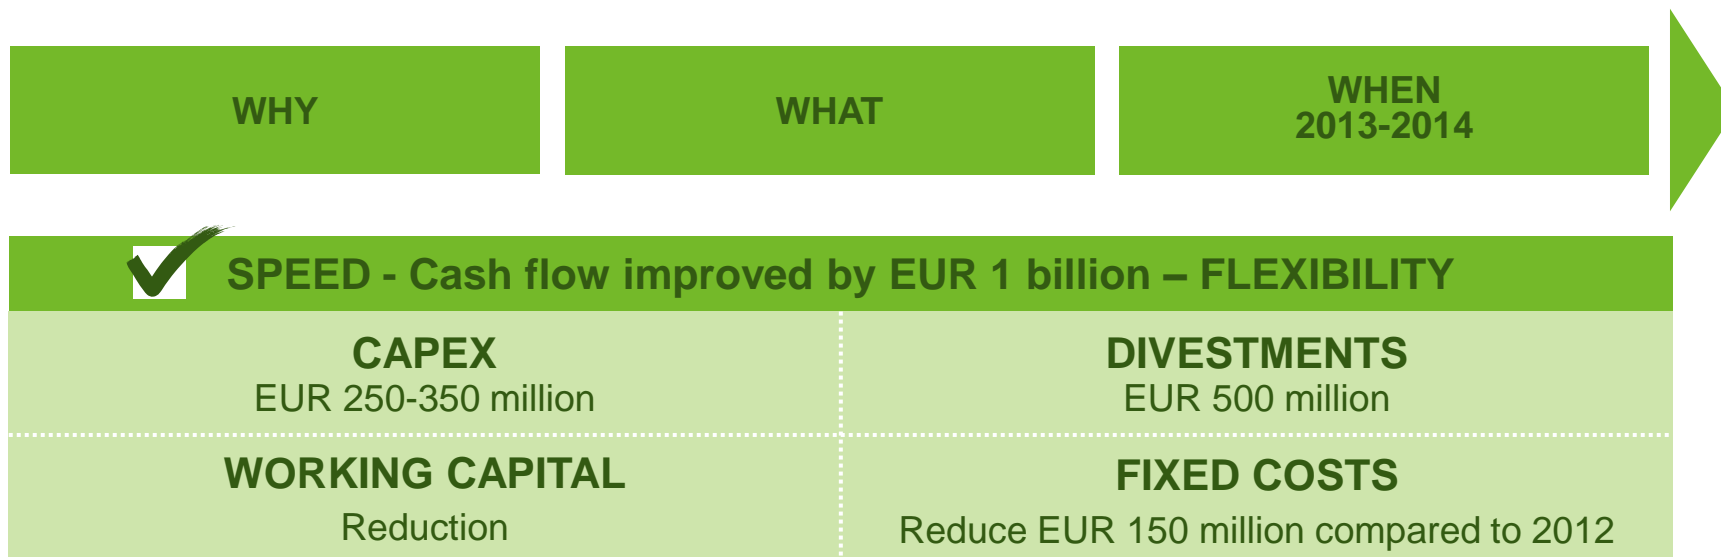 WHY
WHAT
WHEN
2013-2014
SPEED - Cash flow improved by EUR 1 billion – FLEXIBILITY
CAPEX
EUR 250-350 million
DIVESTMENTS
EUR 500 million
WORKING CAPITAL
Reduction
FIXED COSTS
Reduce EUR 150 million compared to 2012